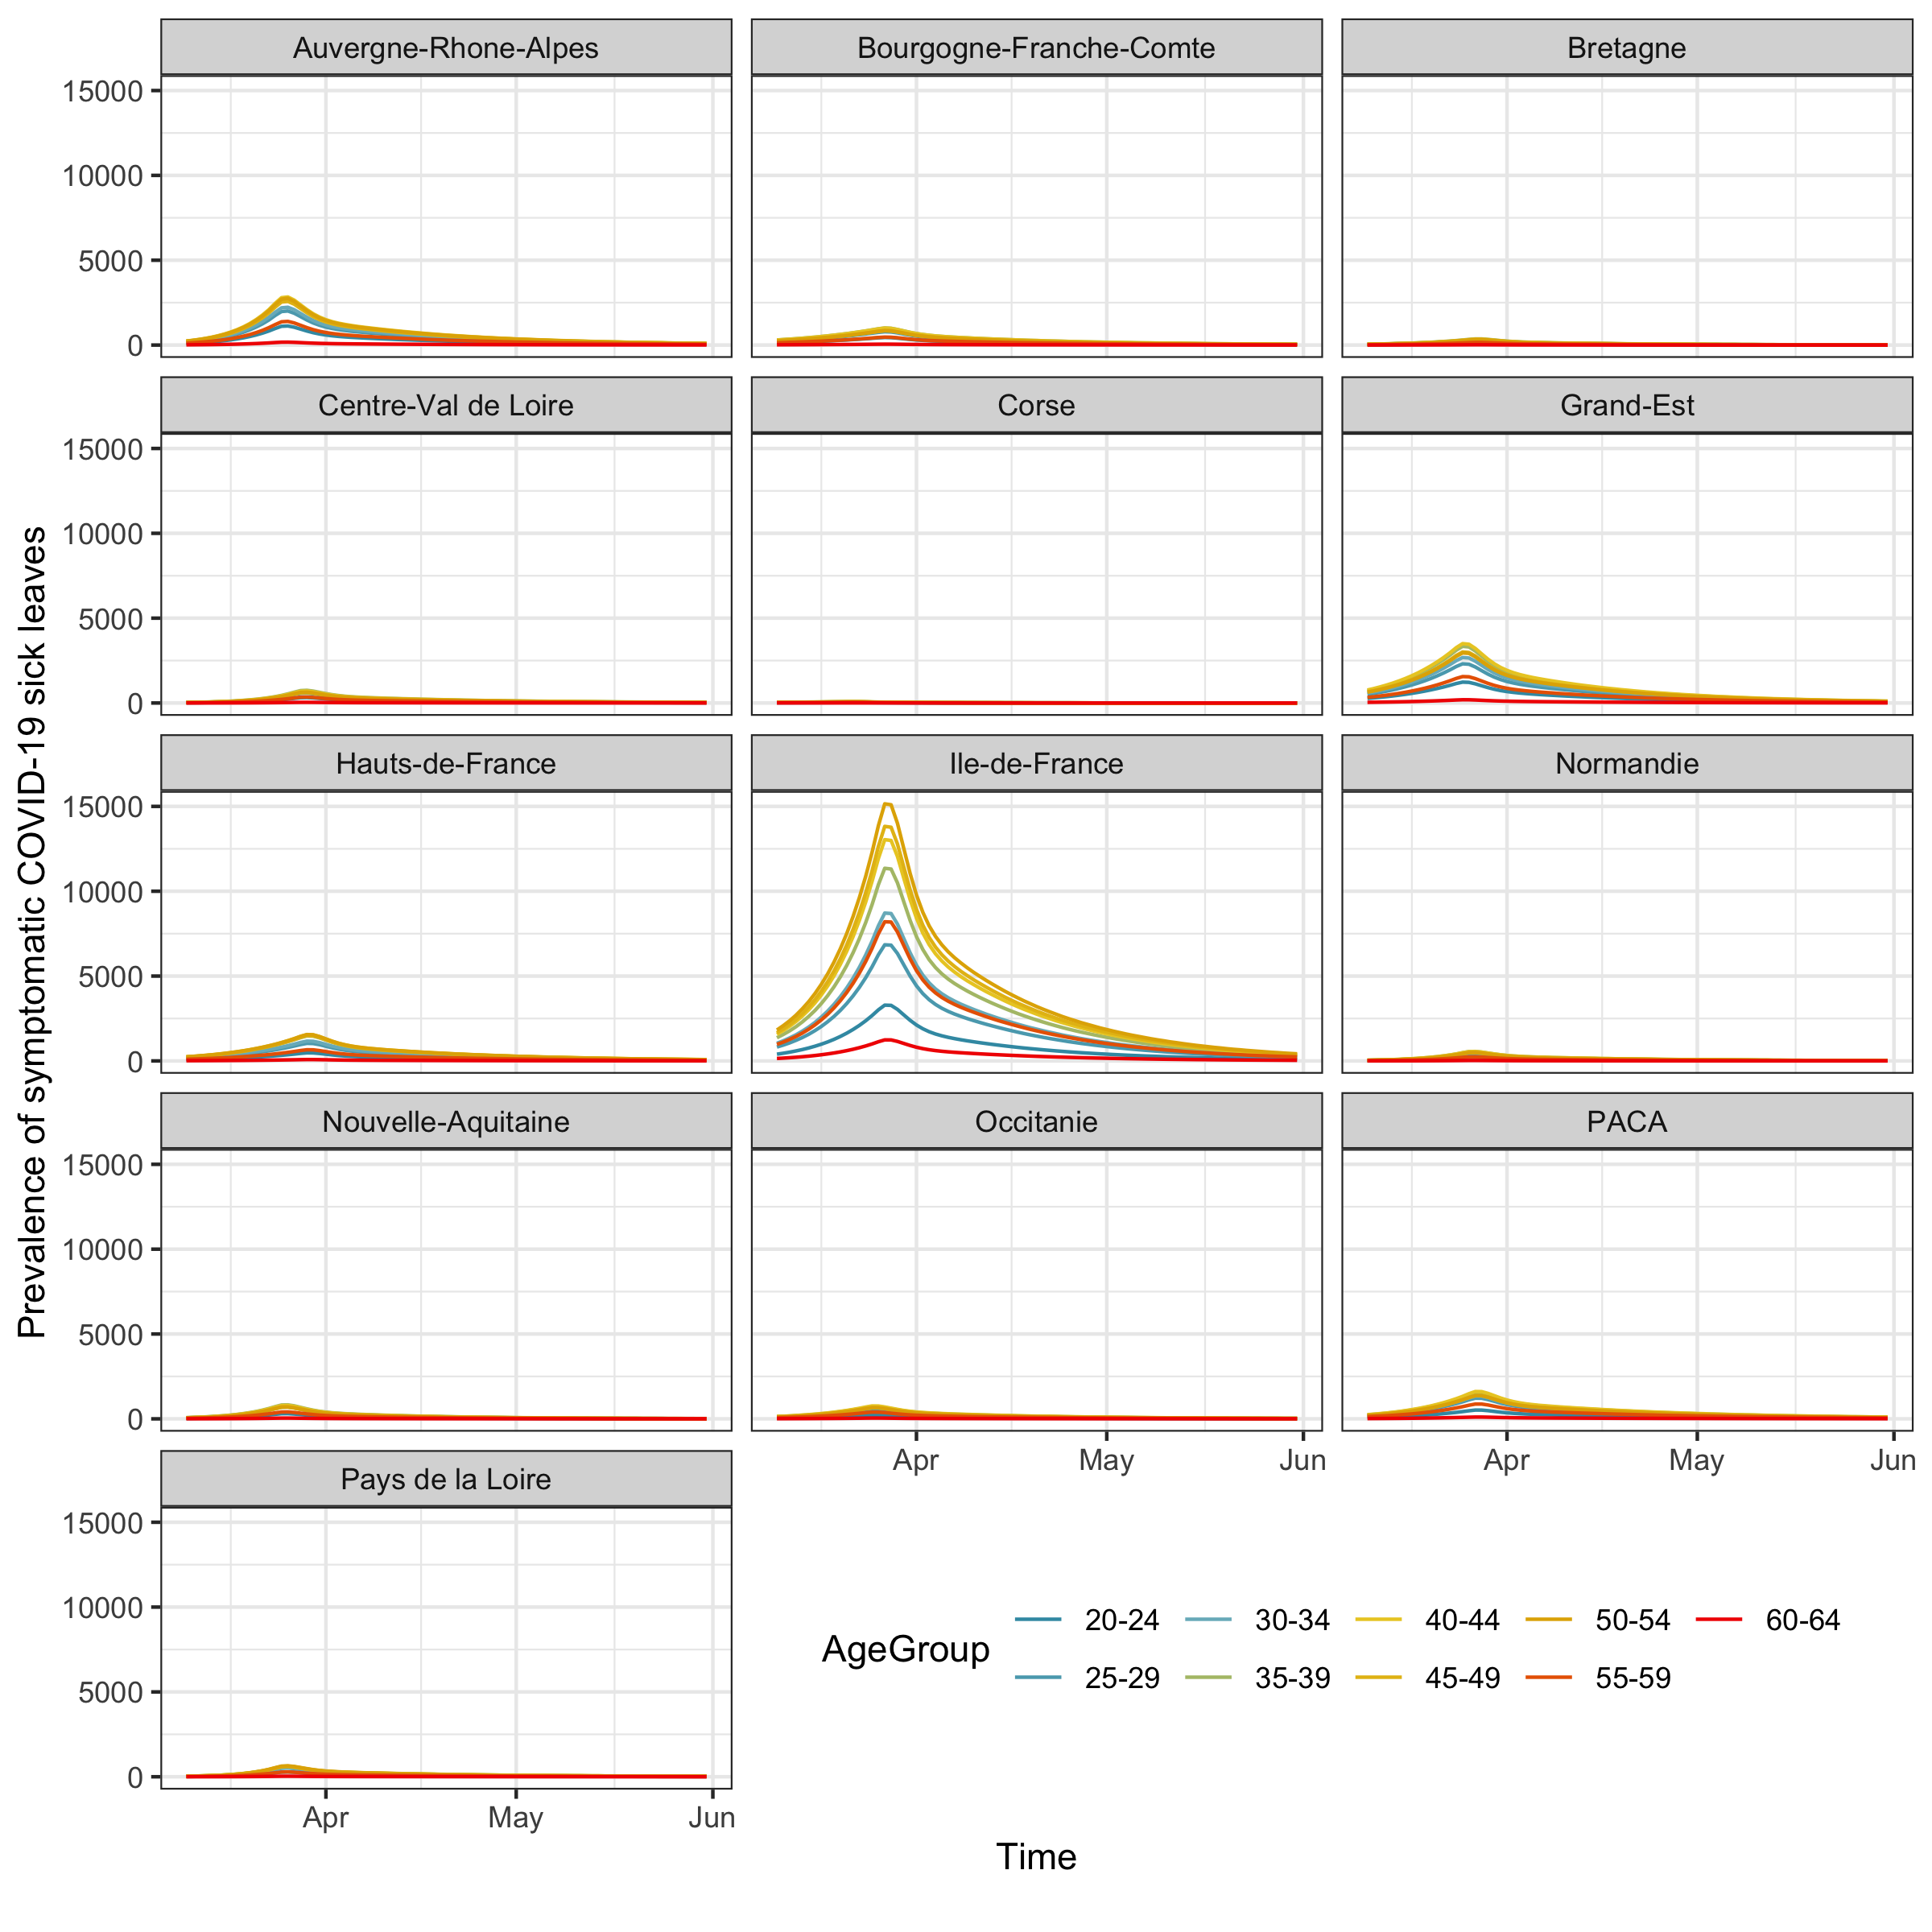 Auvergne-Rhone-Alpes
Bourgogne-Franche-Comte
Bretagne
15000
10000
5000
0
Centre-Val de Loire
Corse
Grand-Est
15000
10000
5000
0
Hauts-de-France
Ile-de-France
Normandie
15000
10000
5000
0
Nouvelle-Aquitaine
Occitanie
PACA
15000
10000
5000
0
Apr May Jun
Apr May Jun
Pays de la Loire
15000
10000
5000
0
Apr May Jun
Prevalence of symptomatic COVID-19 sick leaves
AgeGroup
20-24 30-34 40-44 50-54 60-64
25-29 35-39 45-49 55-59
Time